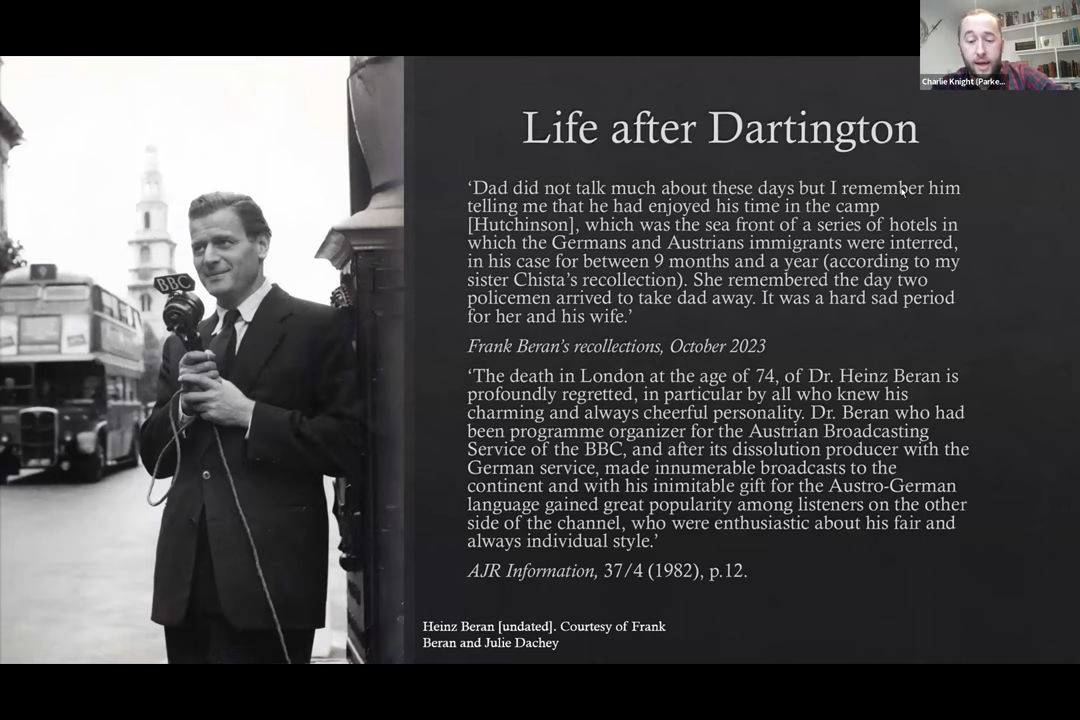 Charlie Knight (Parke...
Life after Dartington
‘Dad did not talk much about these days but I remember him
telling me that he had enjoyed his time in the camp
[Hutchinson], which was the sea front of a series of hotels in
which the Germans and Austrians immigrants were interred,
in his case for between 9 months and a year (according to my
sister Chista’s recollection). She remembered the day two
policemen arrived to take dad away. It was a hard sad period
for her and his wife.’
Frank Beran’s recollections, October 2023
‘The death in London at the age of 74, of Dr. Heinz Beran is
profoundly regretted, in particular by all who knew his
charming and always cheerful personality. Dr. Beran who had
been programme organizer for the Austrian Broadcasting
Service of the BBC, and after its dissolution producer with the
German service, made innumerable broadcasts to the
continent and with his inimitable gift for the Austro-German
language gained great popularity among listeners on the other
side of the channel, who were enthusiastic about his fair and
always individual style.’
AJR Information, 37/4 (1982), p.12.
BBC
Heinz Beran [undated]. Courtesy of Frank
Beran and Julie Dachey